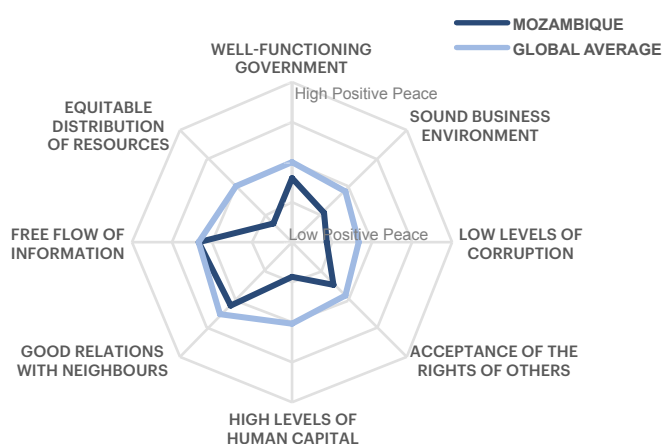 MOZAMBIQUE
GLOBAL AVERAGE
WELL-FUNCTIONING
GOVERNMENT
High Positive Peace
EQUITABLE
DISTRIBUTION
OF RESOURCES
SOUND BUSINESS
ENVIRONMENT
FREE FLOW OF
INFORMATION
Low Positive Peace
LOW LEVELS OF
CORRUPTION
GOOD RELATIONS
WITH NEIGHBOURS
ACCEPTANCE OF THE
RIGHTS OF OTHERS
HIGH LEVELS OF
HUMAN CAPITAL